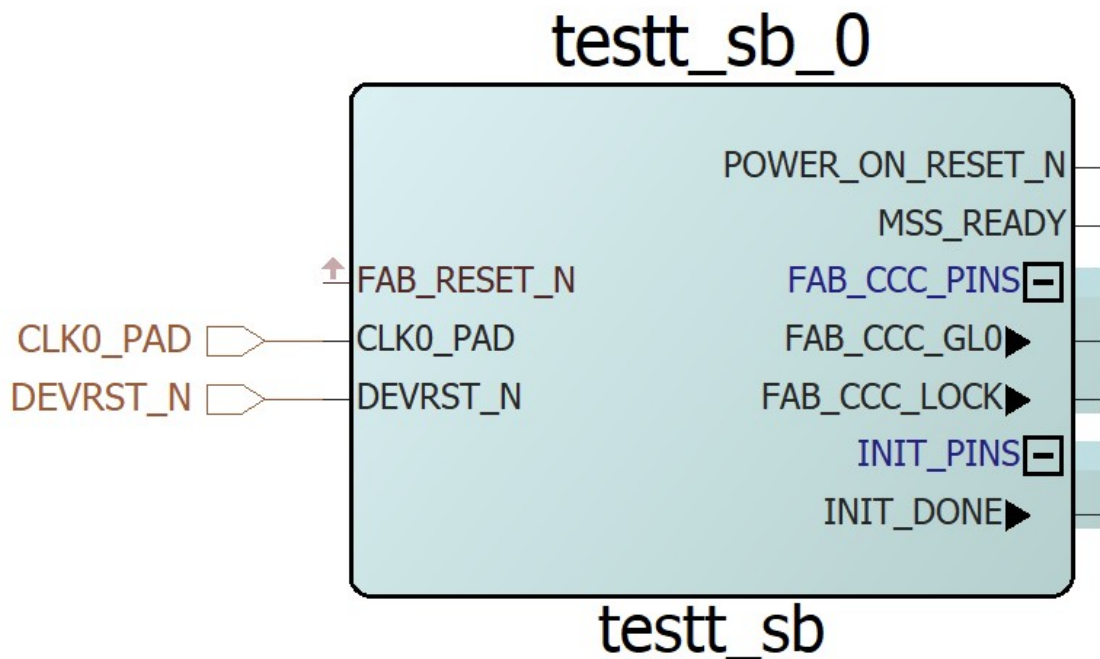 testt_sb_0
POWER_ON_RESET_N
MSS_READY
FAB_RESET_N FAB_CCC_PINS
CLK0_PAD CLK0_PAD FAB_CCC_GL0
DEVRST_N DEVRST_N FAB_CCC_LOCK
INIT_PINS
INIT_DONE
testt_sb